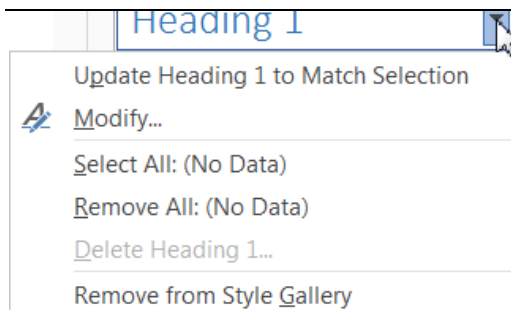 Heading 1
Update Heading 1 to Match Selection
Modify...
Select All: (No Data)
Remove All: (No Data)
Delete Heading 1...
Remove from Style Gallery